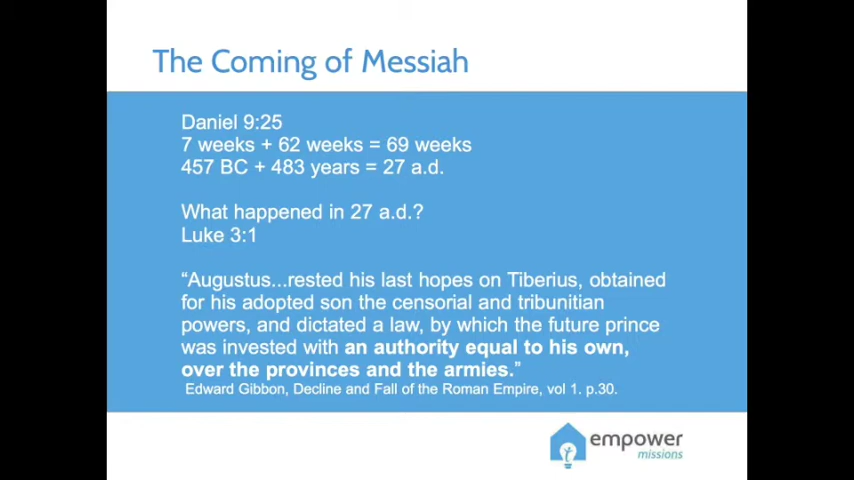 The Coming of Messiah
Daniel 9:25
7 weeks + 62 weeks = 69 weeks
457 BC + 483 years = 27 a.d.
What happened in 27 a.d.?
Luke 3:1
“Augustus...rested his last hopes on Tiberius, obtained
for his adopted son the censorial and tribunitian
powers, and dictated a law, by which the future prince
was invested with an authority equal to his own,
over the provinces and the armies.”
Edward Gibbon, Decline and Fall of the Roman Empire, vol 1. p.30.
empower
missions